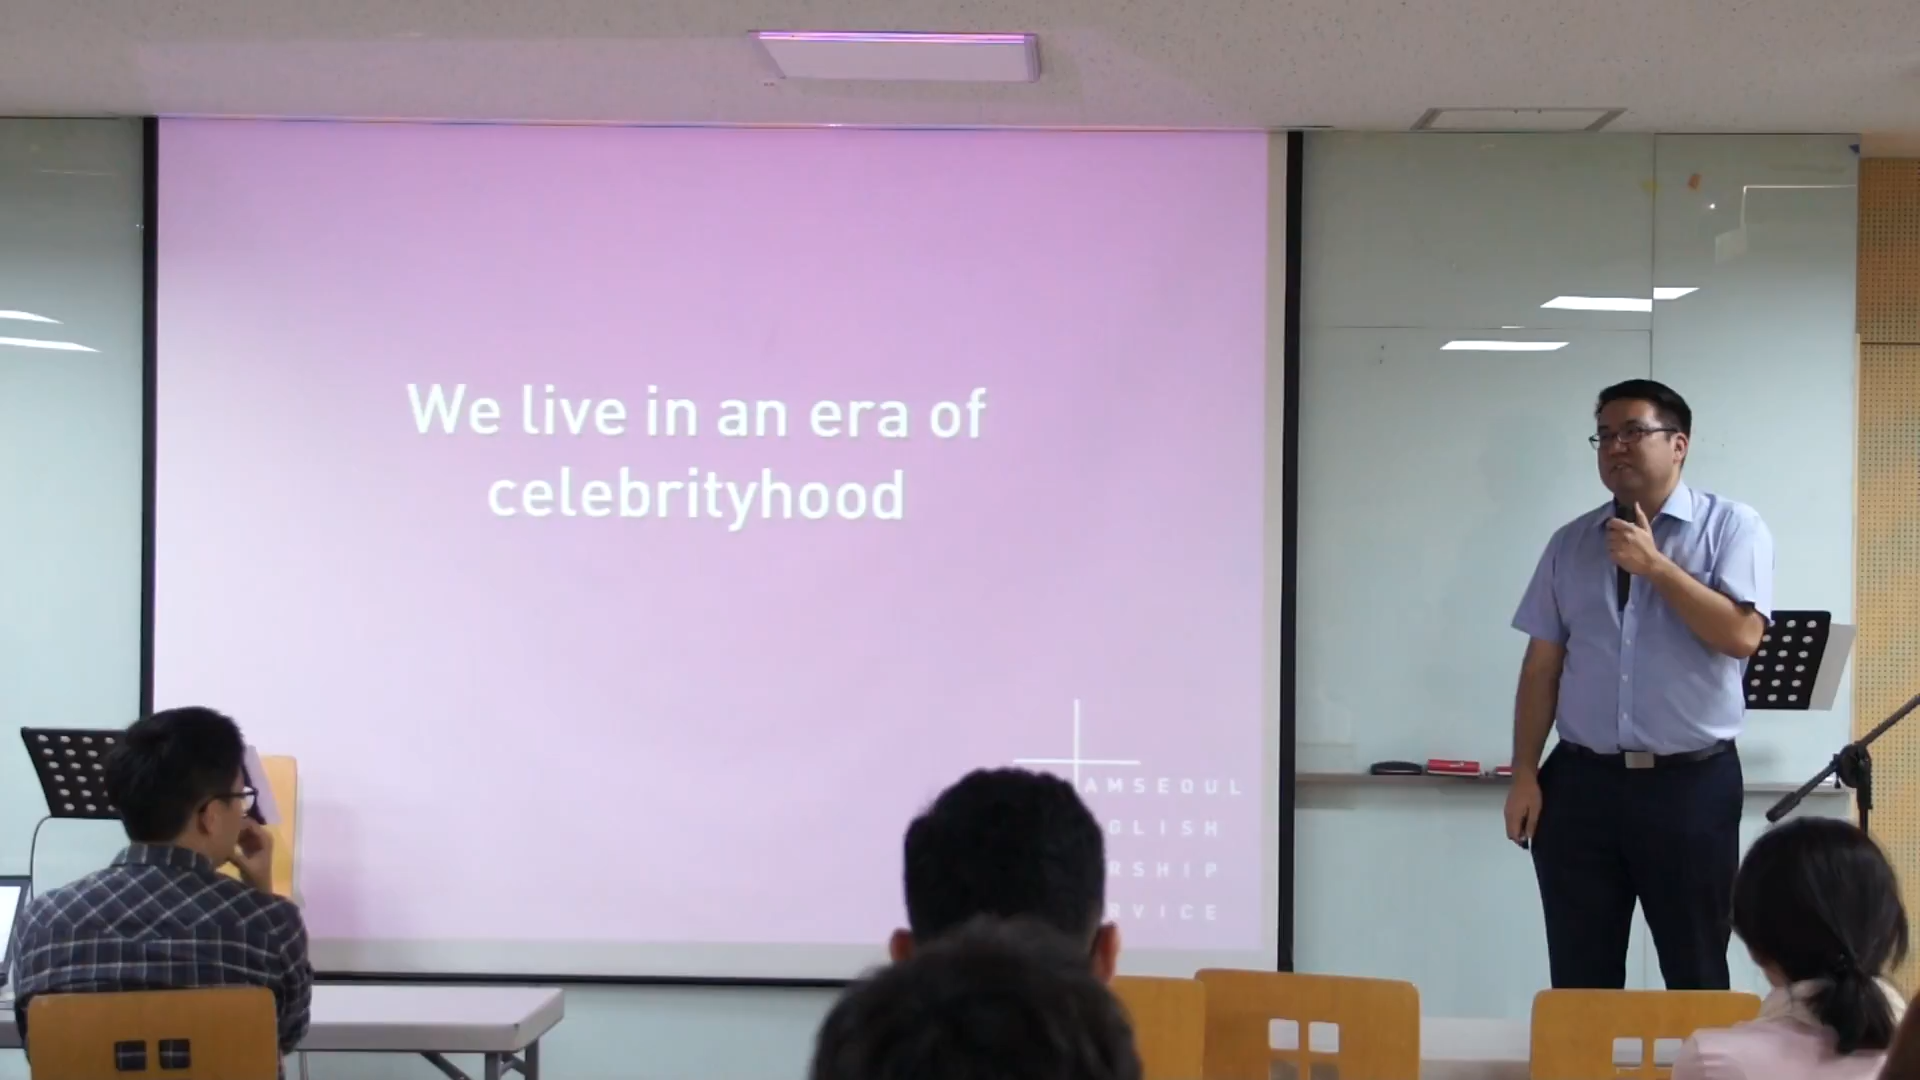 We live in an era of
celebrityhood
AMSEOUL
GLISH
RSHIP
RVICE